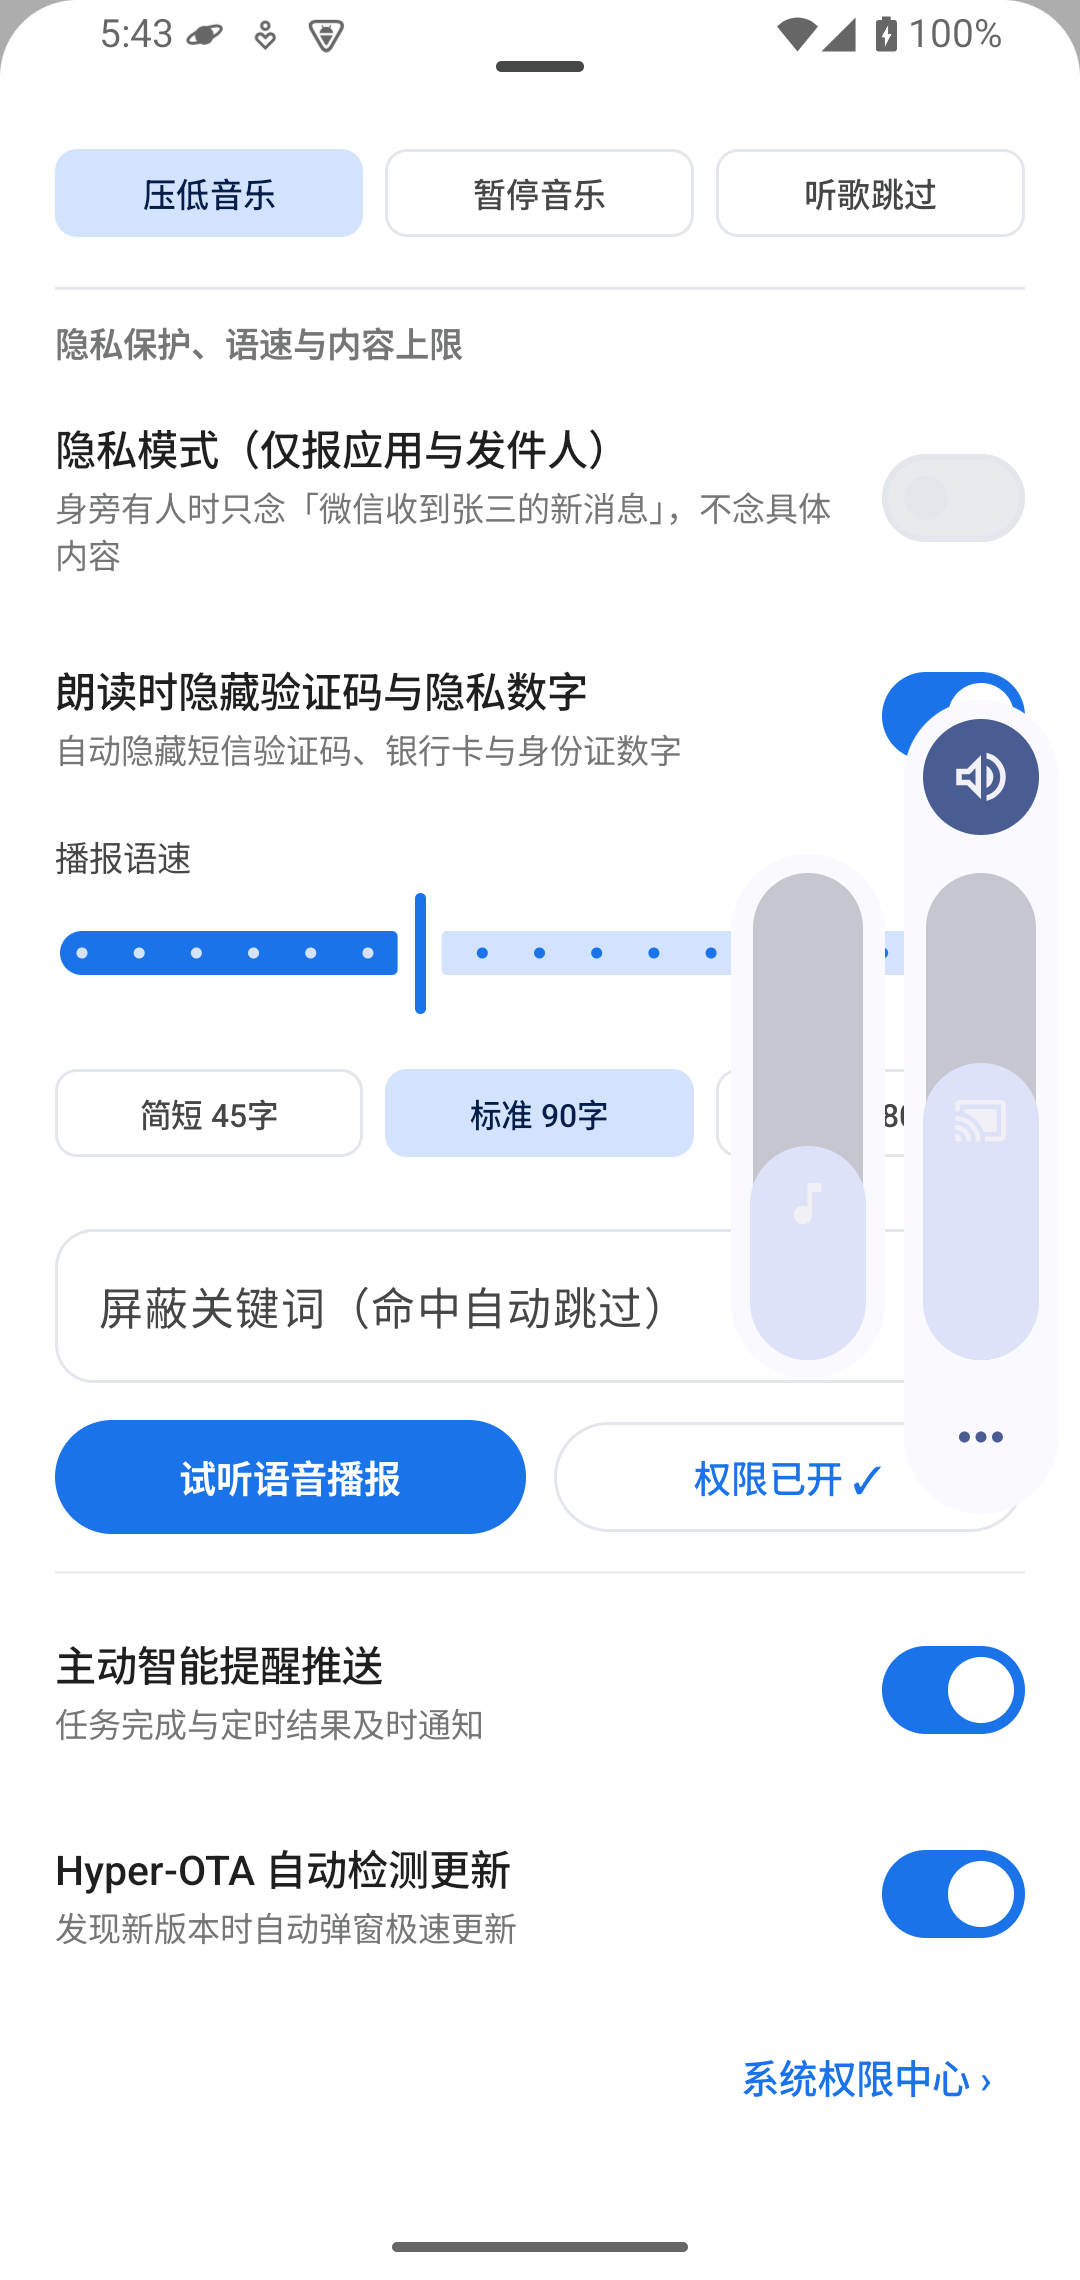 5:43
100%
压低音乐
暂停音乐
听歌跳过
隐私保护、语速与内容上限
隐私模式（仅报应用与发件人）
身旁有人时只念「微信收到张三的新消息」，不念具体
内容
朗读时隐藏验证码与隐私数字
自动隐藏短信验证码、银行卡与身份证数字
播报语速
简短 45字
标准 90字
屏蔽关键词（命中自动跳过）
试听语音播报
权限已开 ✓
主动智能提醒推送
任务完成与定时结果及时通知
Hyper-OTA 自动检测更新
发现新版本时自动弹窗极速更新
系统权限中心 ›